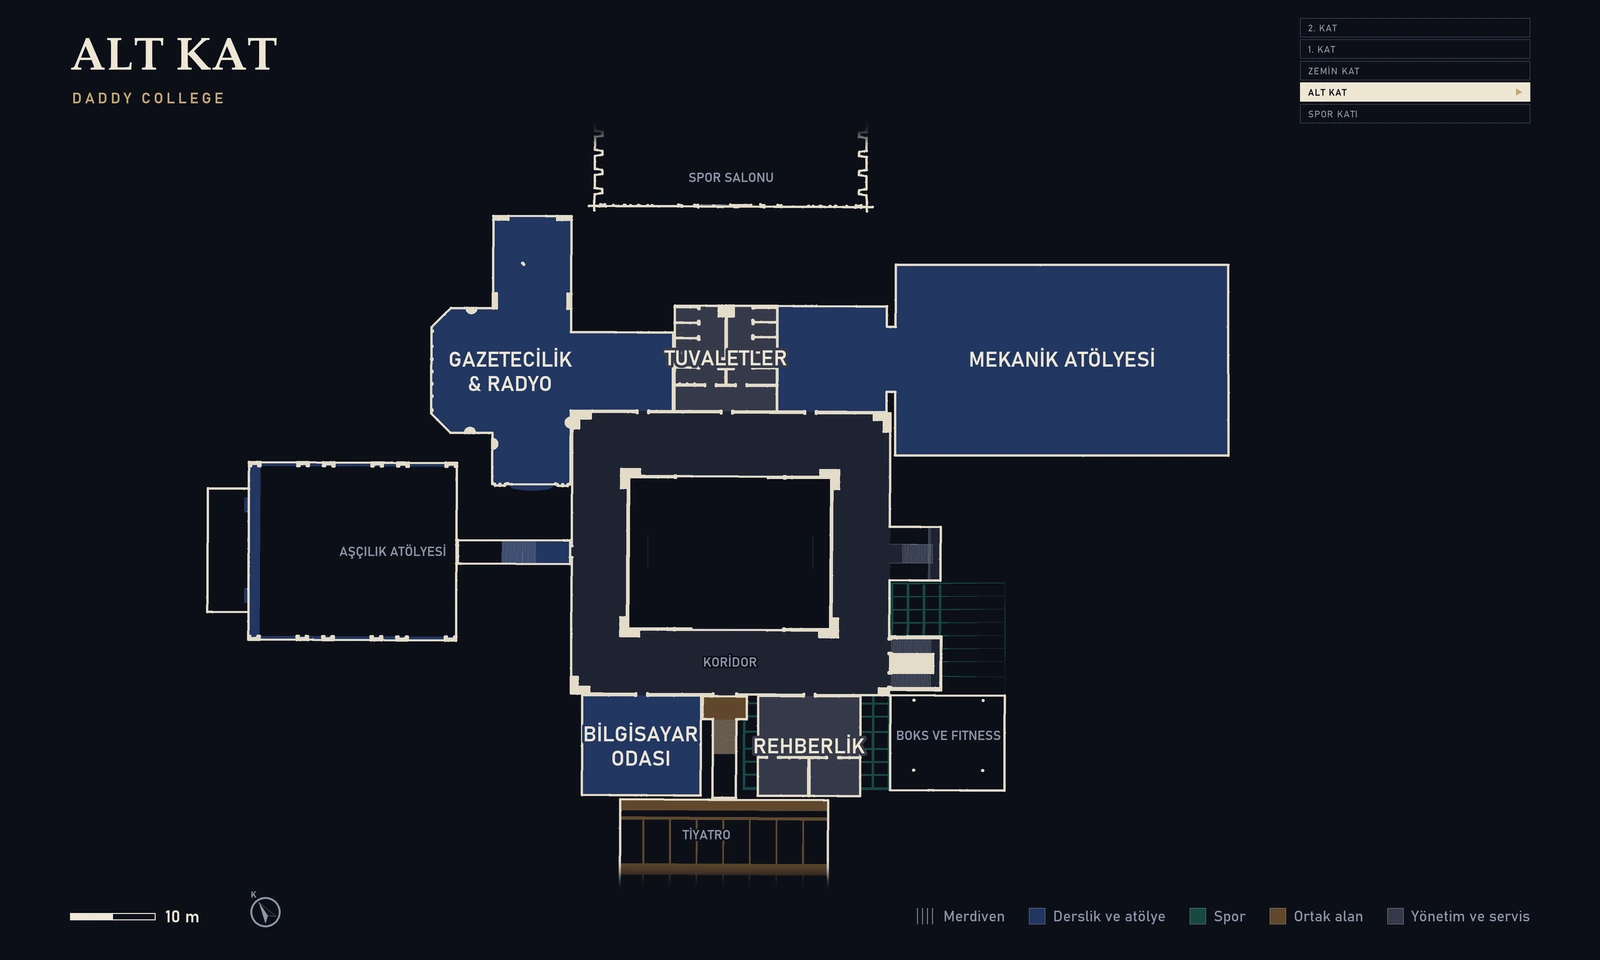 ALT KAT
DADDY COLLEGE
2. KAT
1. KAT
ZEMİN KAT
ALT KAT
SPOR KATI
SPOR SALONU
GAZETECİLİK
& RADYO
TUVALETLER
MEKANİK ATÖLYESİ
AŞÇILIK ATÖLYESİ
KORİDOR
BİLGİSAYAR
ODASI
REHBERLİK
BOKS VE FITNESS
TİYATRO
10 m
K
Merdiven
Derslik ve atölye
Spor
Ortak alan
Yönetim ve servis